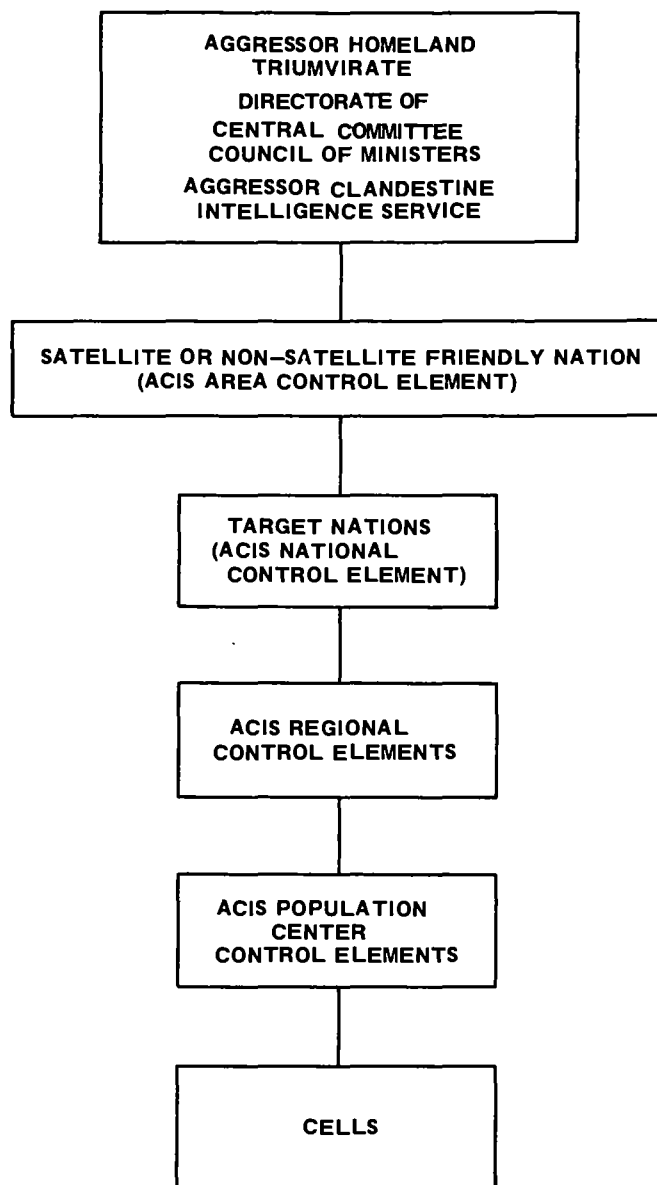 AGGRESSOR HOMELAND
TRIUMVIRATE
DIRECTORATE OF
CENTRAL COMMITTEE
COUNCIL OF MINISTERS
AGGRESSOR CLANDESTINE
INTELLIGENCE SERVICE
SATELLITE OR NON—SATELLITE FRIENDLY NATION
(ACIS AREA CONTROL ELEMENT)
TARGET NATIONS
(ACIS NATIONAL
CONTROL ELEMENT)
ACIS REGIONAL
CONTROL ELEMENTS
ACIS POPULATION
CENTER
CONTROL ELEMENTS
CELLS